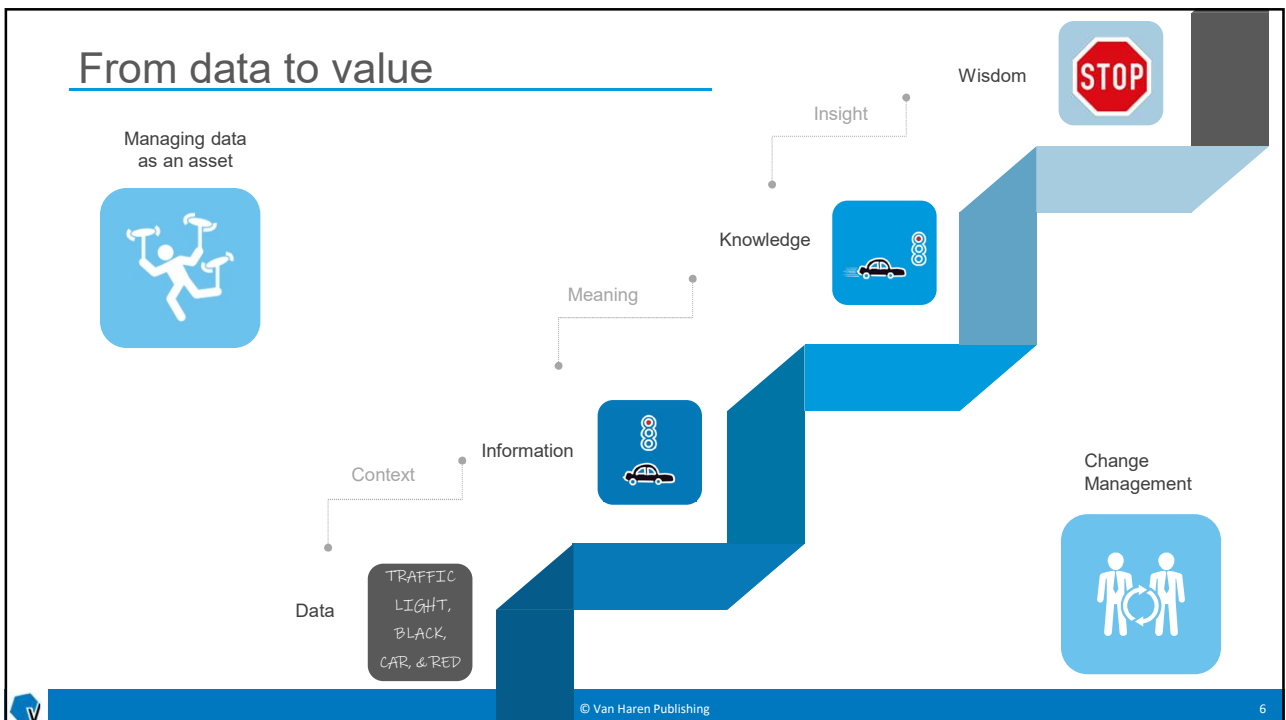 From data to value
Managing data
as an asset
Wisdom
STOP
Insight
Knowledge
Meaning
Information
Context
Data
TRAFFIC
LIGHT,
BLACK,
CAR, & RED
Change
Management
V
© Van Haren Publishing
6